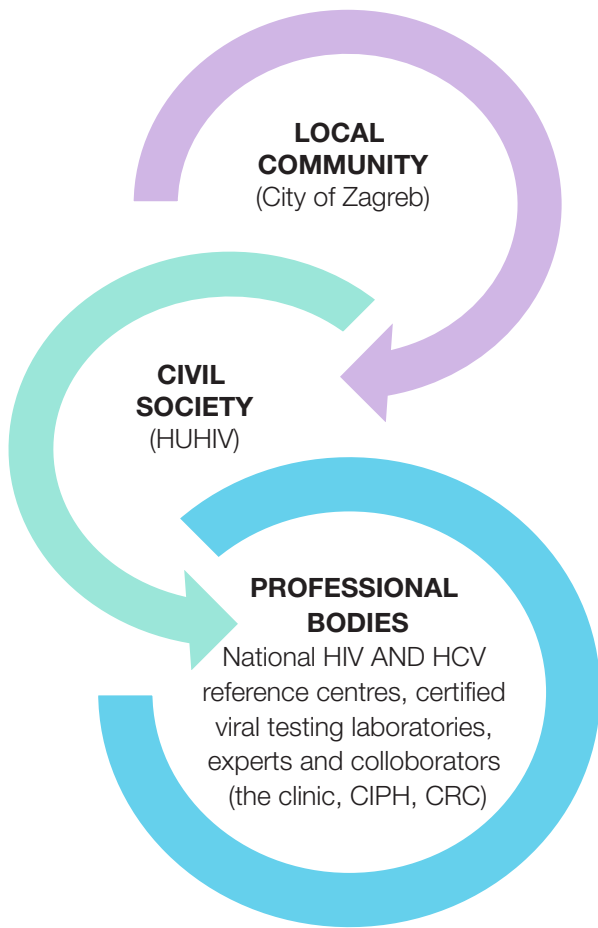 LOCAL
COMMUNITY
(City of Zagreb)
CIVIL
SOCIETY
(HUHIV)
PROFESSIONAL
BODIES
National HIV AND HCV
reference centres, certified
viral testing laboratories,
experts and colloborators
(the clinic, CIPH, CRC)